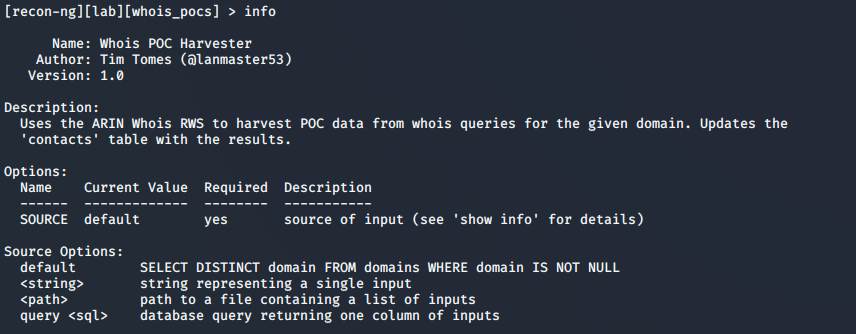 [recon-ng][lab][whois_pocs] > info
Name: Whois POC Harvester
Author: Tim Tomes (@lanmaster53)
Version: 1.0
Description:
Uses the ARIN Whois RWS to harvest POC data from whois queries for the given domain. Updates the
'contacts' table with the results.
Options:
Name    Current Value  Required  Description
------  -------------  --------  -----------
SOURCE  default        yes       source of input (see 'show info' for details)
Source Options:
default        SELECT DISTINCT domain FROM domains WHERE domain IS NOT NULL
<string>       string representing a single input
<path>         path to a file containing a list of inputs
query <sql>    database query returning one column of inputs